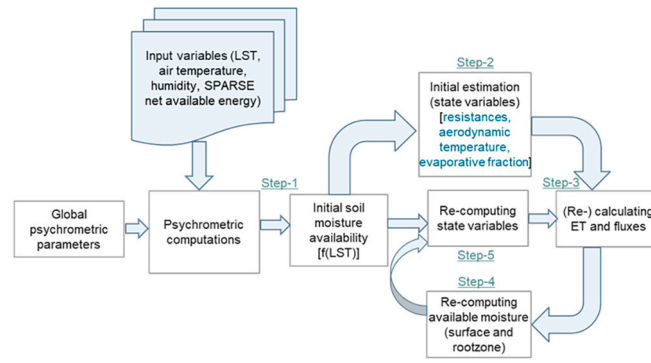 Input variables (LST,
air temperature,
humidity, SPARSE
net available energy)
Step-2
Initial estimation
(state variables)
[resistances,
aerodynamic
temperature,
evaporative fraction]
Step-1
Step-3
Global
psychrometric
parameters
Psychrometric
computations
Initial soil
moisture
availability
[f(LST)]
Re-computing
state variables
(Re-) calculating
ET and fluxes
Step-5
Step-4
Re-computing
available moisture
(surface and
rootzone)